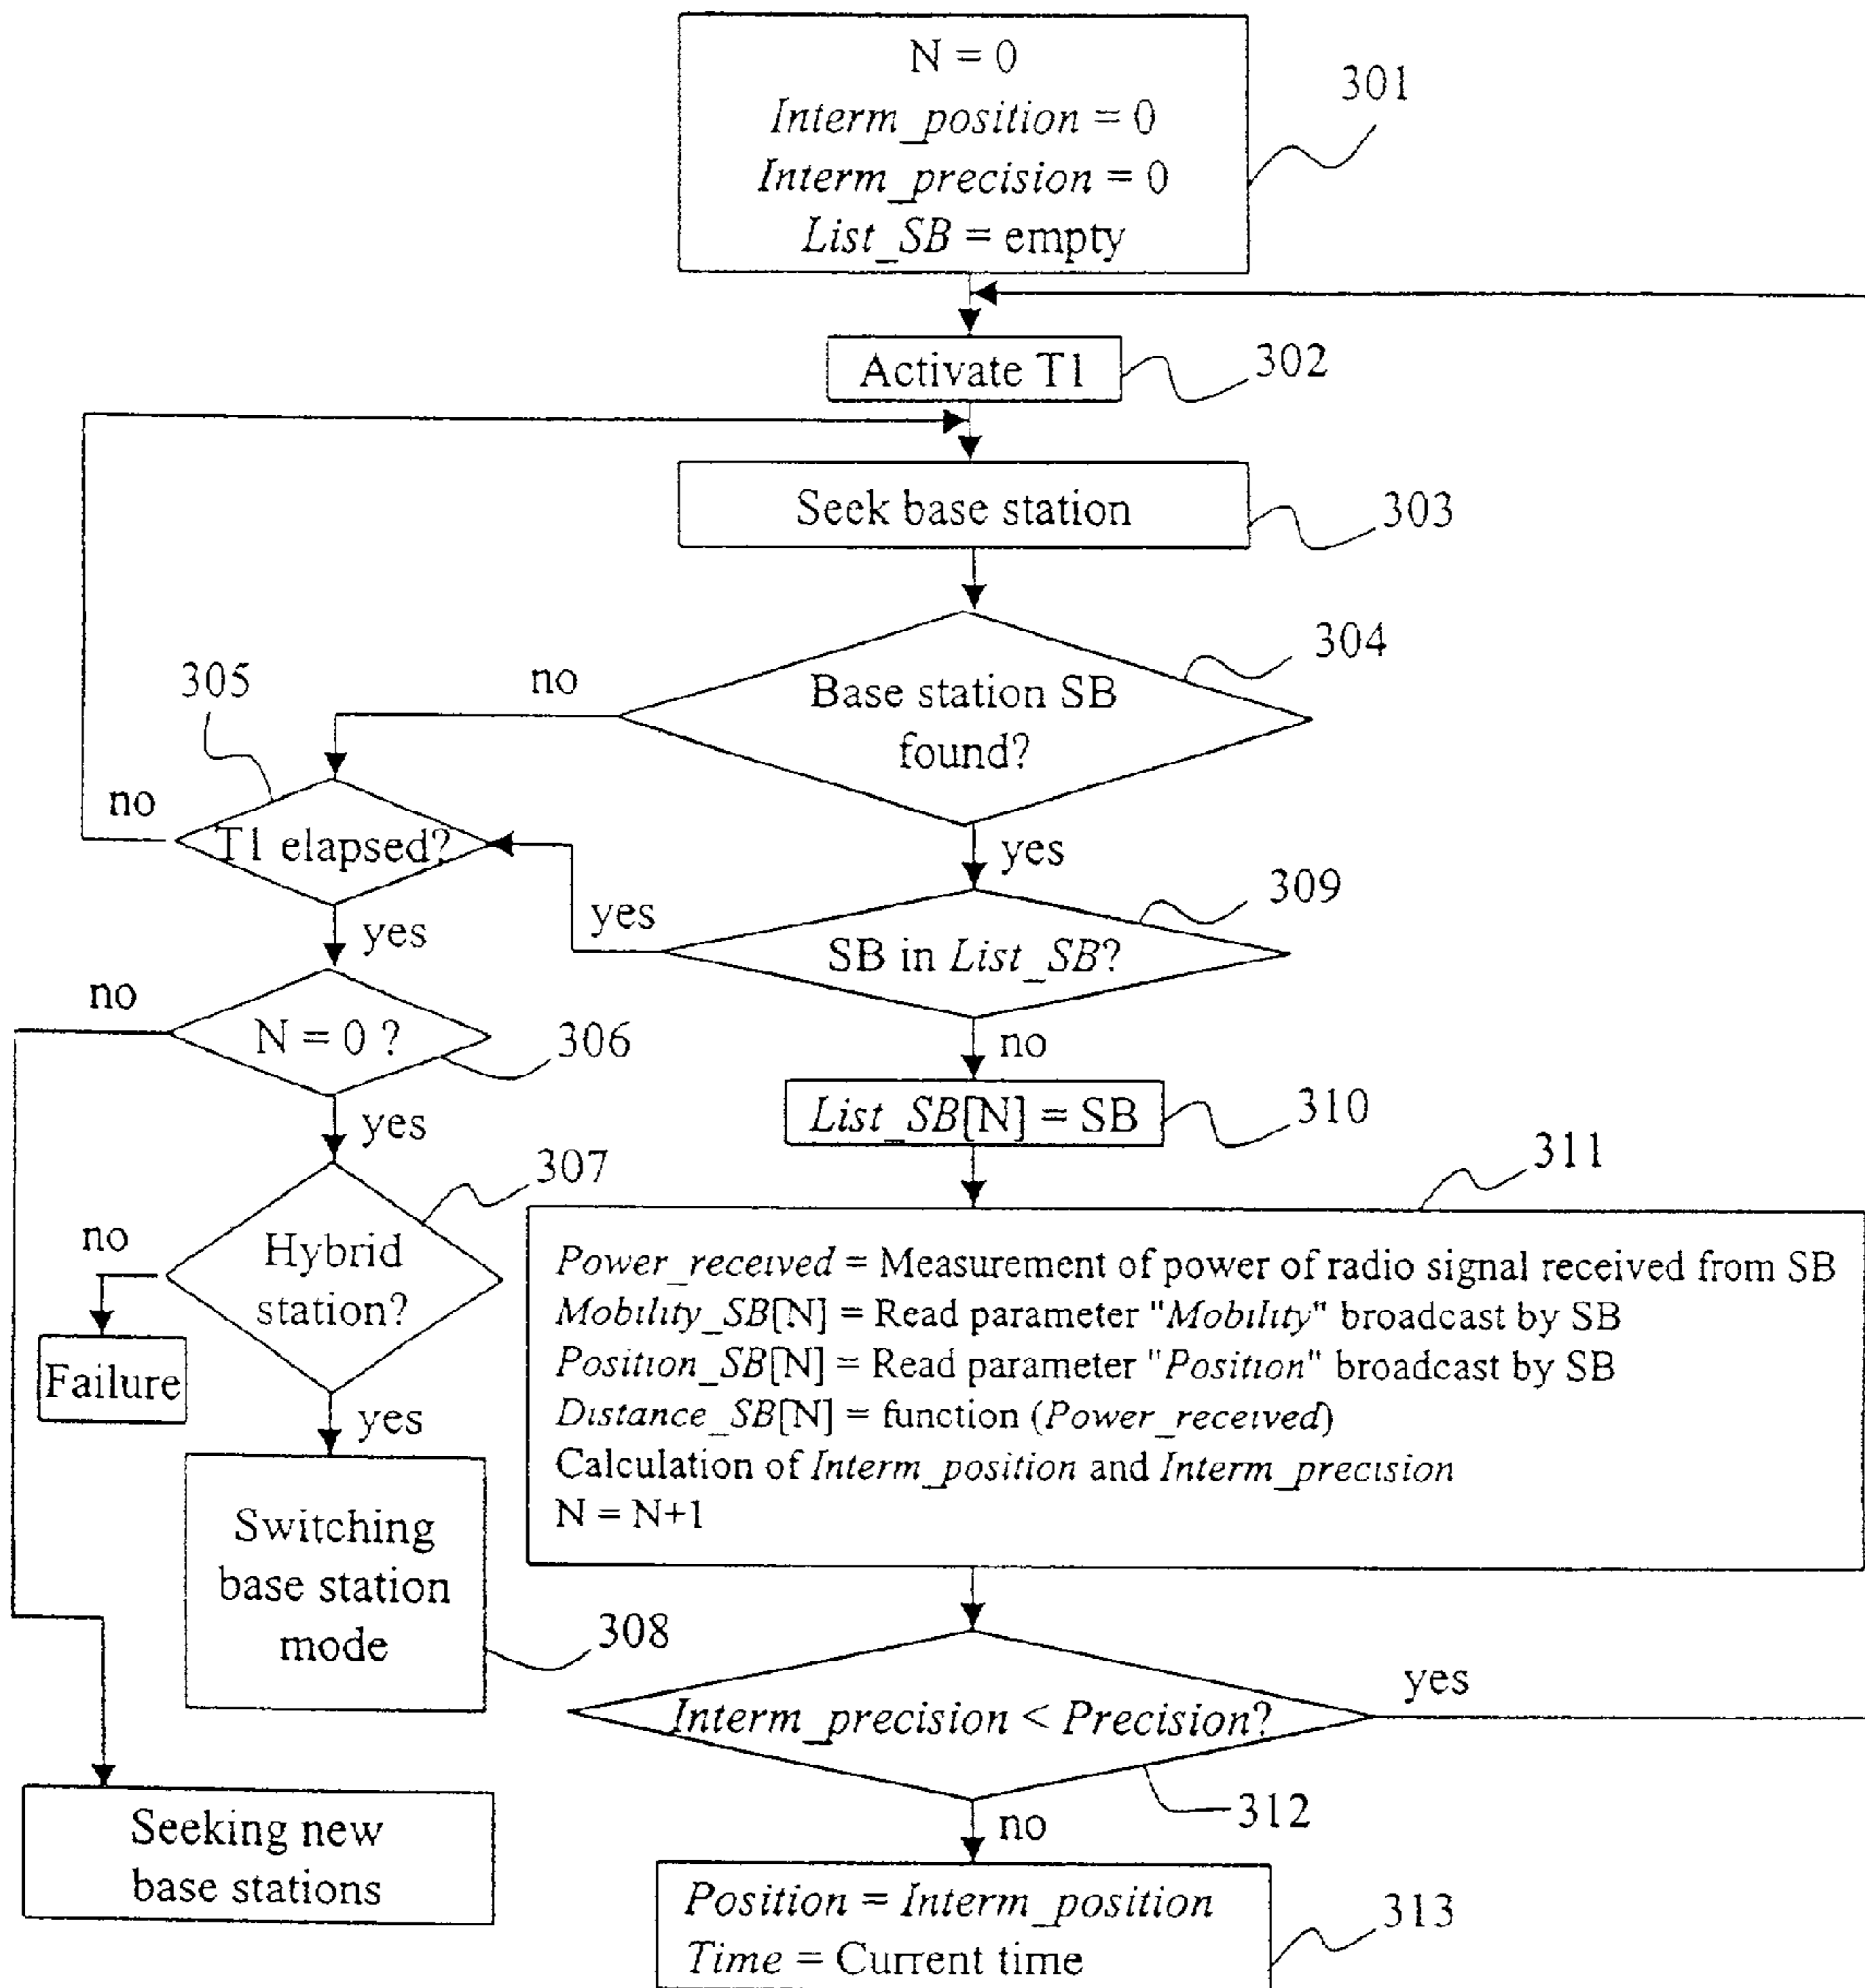 N = 0
Interm_position = 0
Interm_precision = 0
List_SB = empty
301
Activate T1
302
Seek base station
303
Base station SB
found?
304
no
yes
305
T1 elapsed?
no
yes
SB in List_SB?
309
yes
no
N = 0 ?
306
no
yes
List_SB[N] = SB
310
Hybrid
station?
307
no
yes
Failure
311
Power_received = Measurement of power of radio signal received from SB
Mobility_SB[N] = Read parameter "Mobility" broadcast by SB
Position_SB[N] = Read parameter "Position" broadcast by SB
Distance_SB[N] = function (Power_received)
Calculation of Interm_position and Interm_precision
N = N+1
Switching
base station
mode
308
Interm_precision < Precision?
yes
312
no
Seeking new
base stations
Position = Interm_position
Time = Current time
313